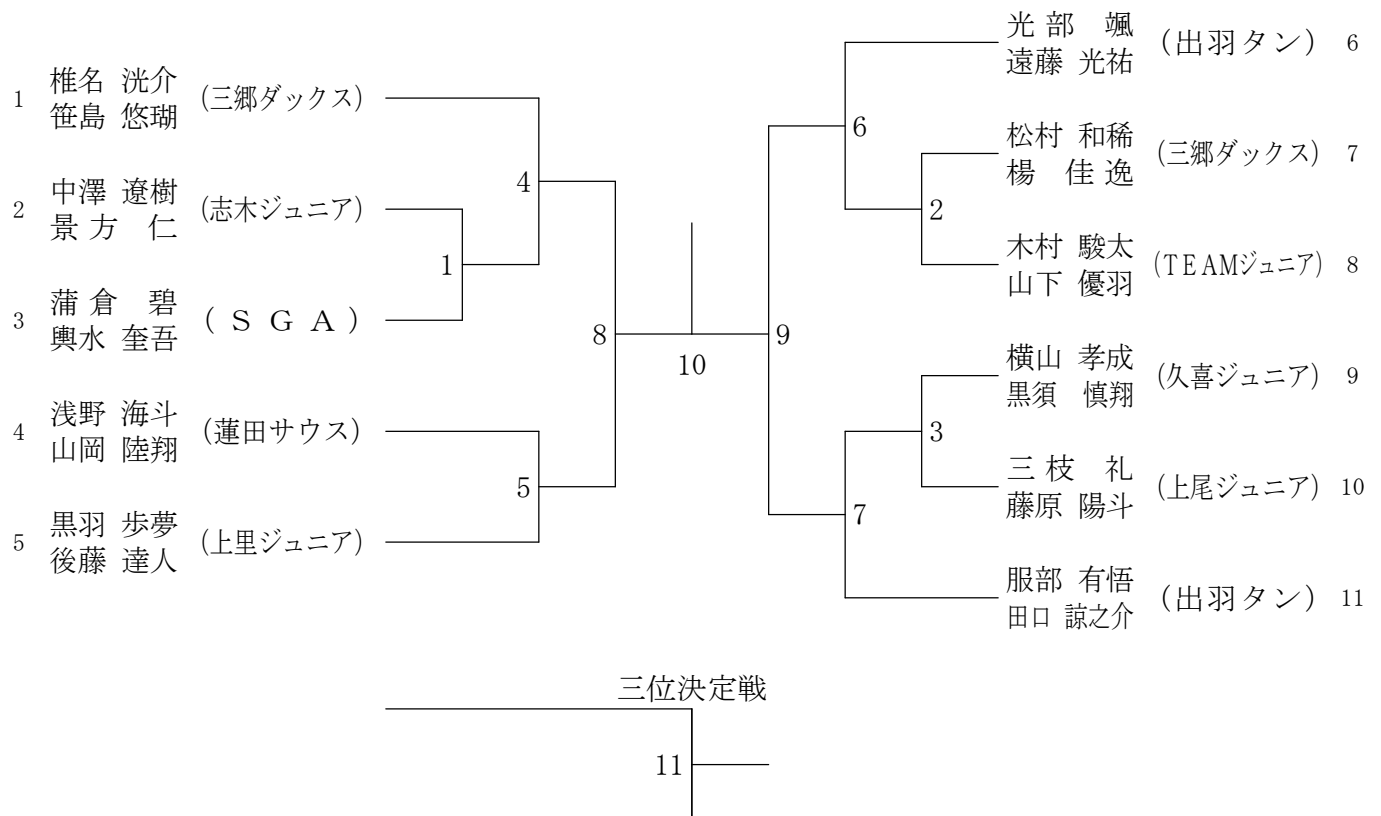 1 椎名 洸介 (三郷ダックス)
笹島 悠瑚
2 中澤 遼樹 (志木ジュニア)
景方 仁
3 蒲倉 碧 (SGA)
輿水 奎吾
4 浅野 海斗 (蓮田サウス)
山岡 陸翔
5 黒羽 歩夢 (上里ジュニア)
後藤 達人
4
1
8
5
10
光部 颯 (出羽タン) 6
遠藤 光祐
松村 和稀 (三郷ダックス) 7
楊 佳逸
木村 駿太 (TEAMジュニア) 8
山下 優羽
横山 孝成 (久喜ジュニア) 9
黒須 慎翔
三枝 礼 (上尾ジュニア) 10
藤原 陽斗
服部 有悟 (出羽タン) 11
田口 諒之介
6
2
9
3
7
三位決定戦
11